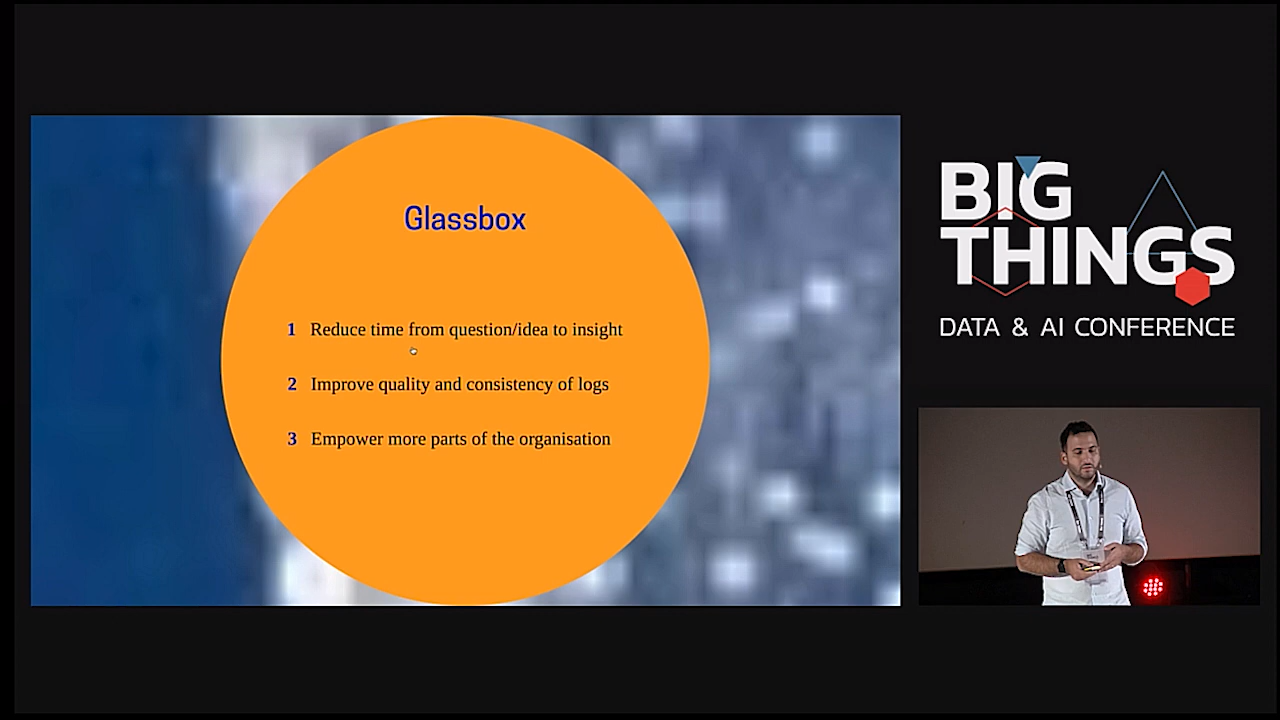 Glassbox
1 Reduce time from question/idea to insight
2 Improve quality and consistency of logs
3 Empower more parts of the organisation
BIG
THINGS
DATA & AI CONFERENCE